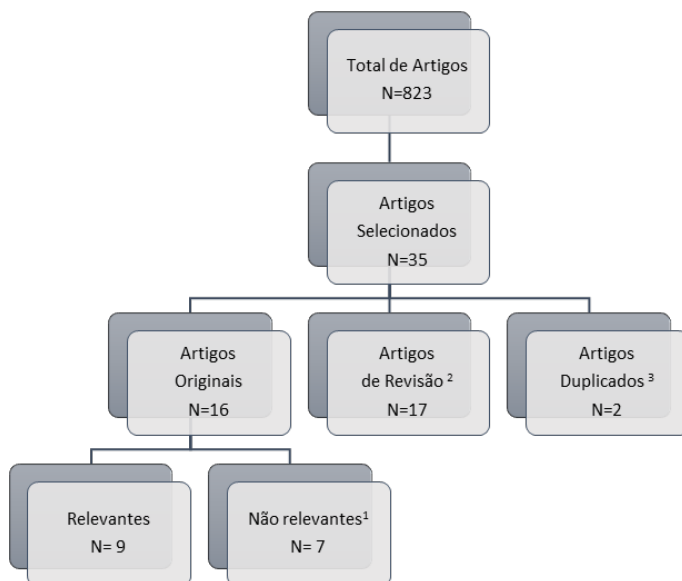 Total de Artigos
N=823
Artigos
Selecionados
N=35
Artigos
Originais
N=16
Artigos
de Revisão ²
N=17
Artigos
Duplicados ³
N=2
Relevantes
N= 9
Não relevantes¹
N= 7